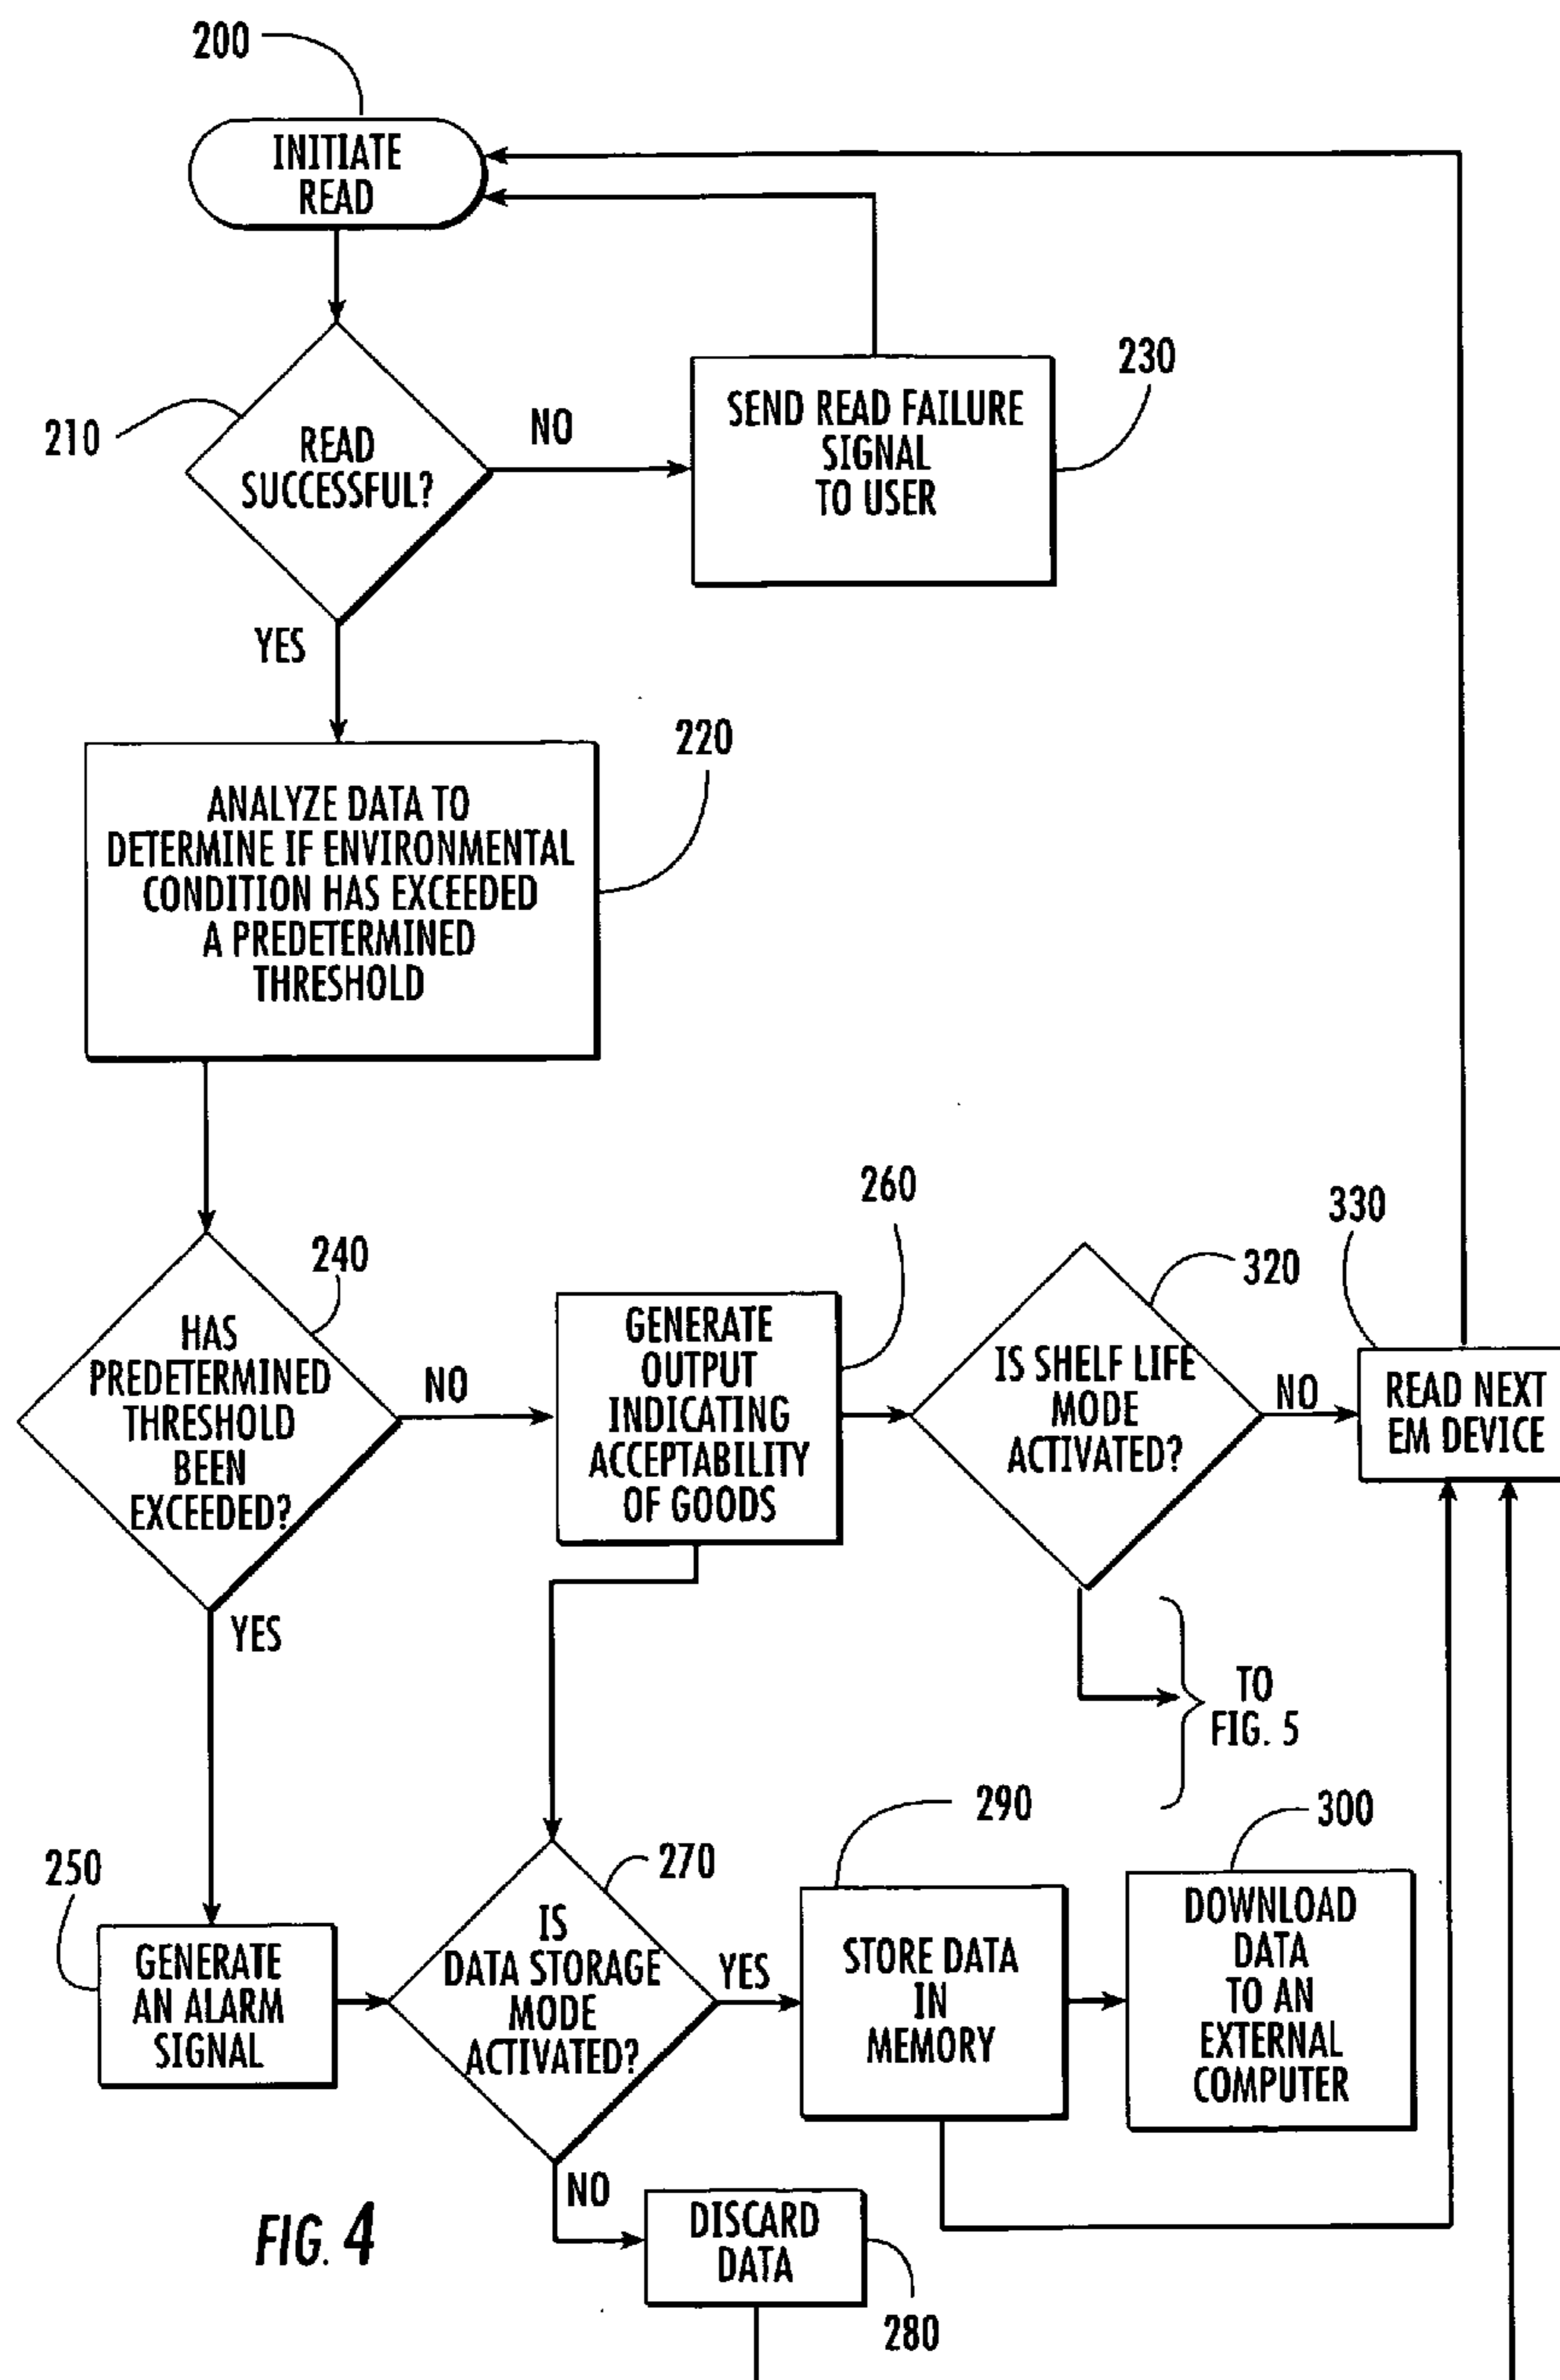 200
INITIATE
READ
210
READ
SUCCESSFUL?
NO
230
SEND READ FAILURE
SIGNAL
TO USER
YES
220
ANALYZE DATA TO
DETERMINE IF ENVIRONMENTAL
CONDITION HAS EXCEEDED
A PREDETERMINED
THRESHOLD
240
HAS
PREDETERMINED
THRESHOLD
BEEN
EXCEEDED?
NO
260
GENERATE
OUTPUT
INDICATING
ACCEPTABILITY
OF GOODS
320
IS SHELF LIFE
MODE
ACTIVATED?
NO
330
READ NEXT
EM DEVICE
YES
TO
FIG. 5
250
GENERATE
AN ALARM
SIGNAL
270
IS
DATA STORAGE
MODE
ACTIVATED?
YES
290
STORE DATA
IN
MEMORY
300
DOWNLOAD
DATA
TO AN
EXTERNAL
COMPUTER
NO
DISCARD
DATA
280
FIG. 4